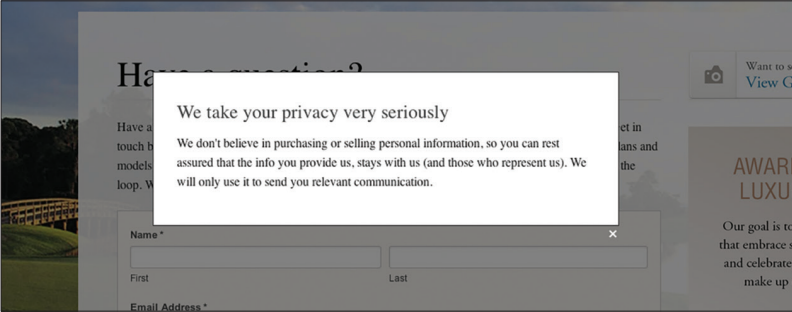 Have a question?
We take your privacy very seriously
We don't believe in purchasing or selling personal information, so you can rest
assured that the info you provide us, stays with us (and those who represent us). We
will only use it to send you relevant communication.
Have a
et in
touch b
lans and
models
the
loop. W
Name *
×
First
Last
Email Address *
Want to s
View G
AWAR
LUXU
Our goal is to
that embrace s
and celebrate
make up